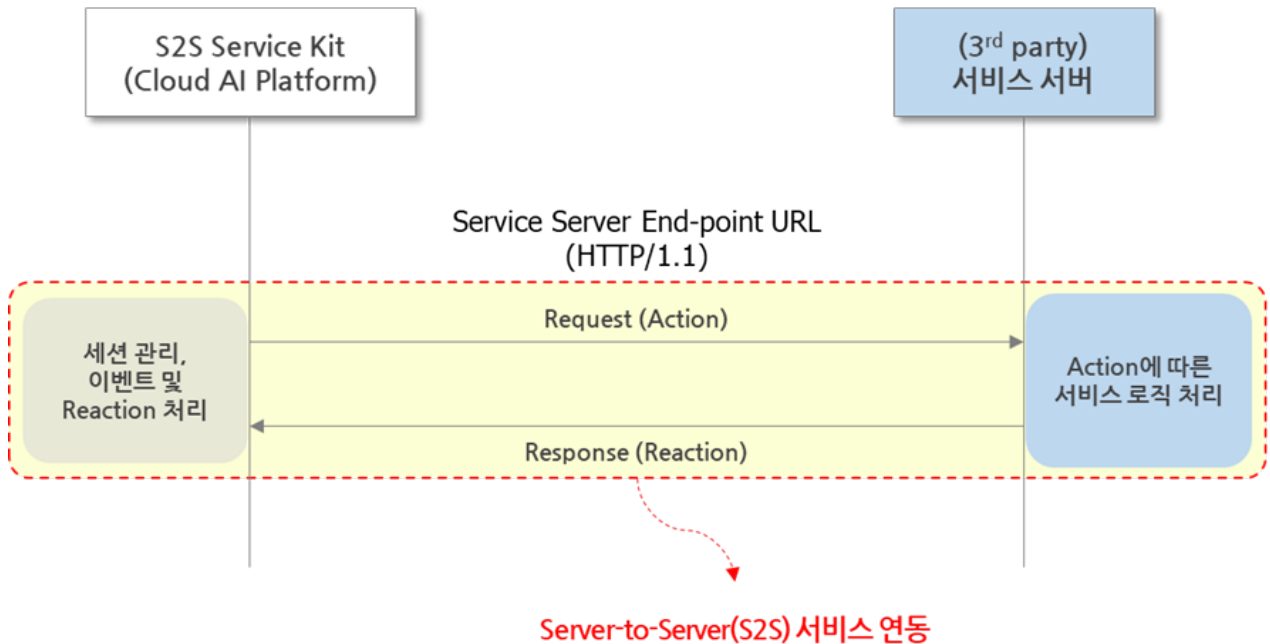 S2S Service Kit
(Cloud AI Platform)
(3rd party)
서비스 서버
Service Server End-point URL
(HTTP/1.1)
Request (Action)
세션 관리,
이벤트 및
Reaction 처리
Action에 따른
서비스 로직 처리
Response (Reaction)
Server-to-Server(S2S) 서비스 연동